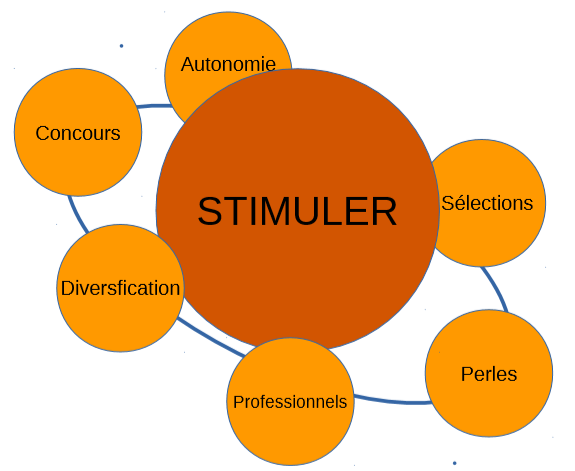 Autonomie
Concours
STIMULER
Sélections
Diversfication
Perles
Professionnels